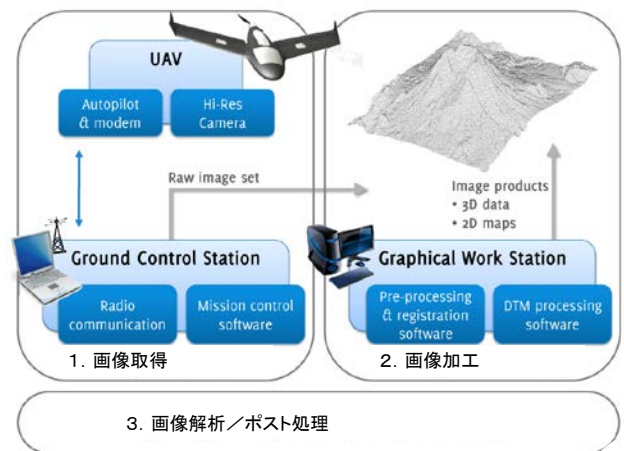 UAV
Autopilot
& modem
Hi-Res
Camera
Raw image set
Image products
• 3D data
• 2D maps
Ground Control Station
Radio
communication
Mission control
software
1. 画像取得
Graphical Work Station
Pre-processing
& registration
software
DTM processing
software
2. 画像加工
3. 画像解析／ポスト処理